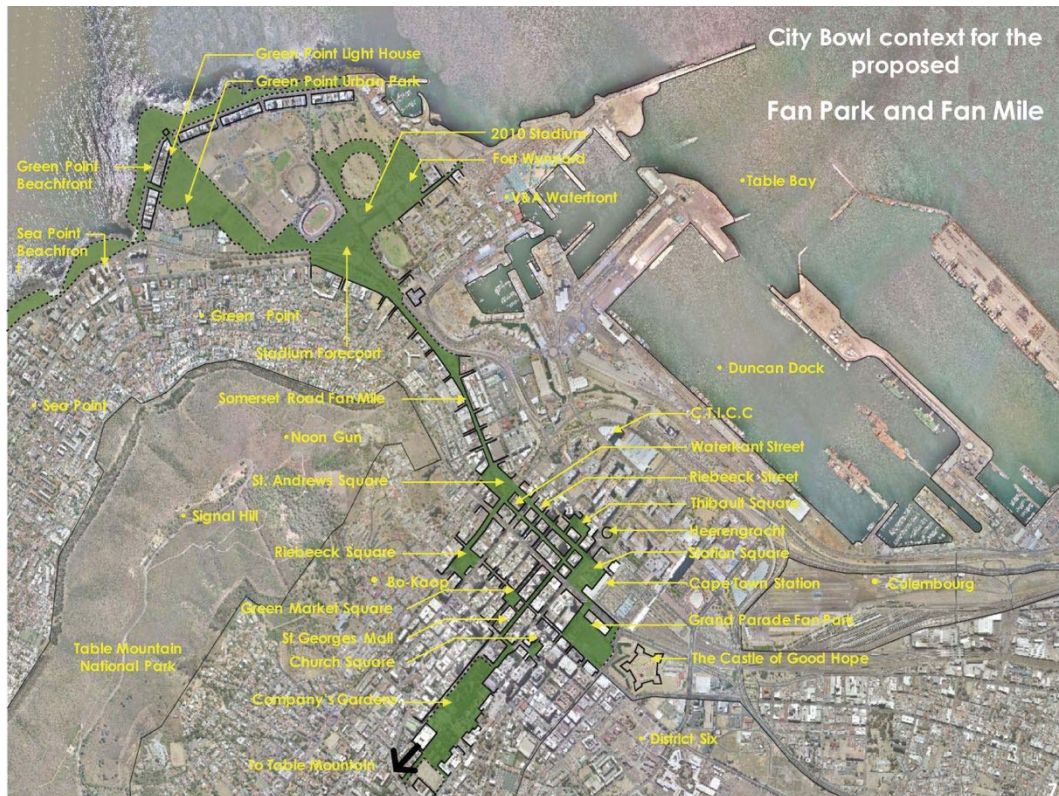 City Bowl context for the
proposed
Fan Park and Fan Mile
Green Point Light House
Green Point Urban Park
2010 Stadium
Fort Wynyard
Green Point
Beachfront
Table Bay
V&A Waterfront
Sea Point
Beachfron
t
Green Point
Stadium Forecourt
Duncan Dock
Somerset Road Fan Mile
Sea Point
C.T.I.C.C
Noon Gun
Waterkant Street
St. Andrews Square
Riebeeck Street
Thibault Square
Signal Hill
Heerengracht
Riebeeck Square
Station Square
Bo-Kaap
Cape Town Station
Culembourg
Green Market Square
Grand Parade Fan Park
St Georges Mall
Table Mountain
National Park
Church Square
The Castle of Good Hope
Company's Gardens
District Six
To Table Mountain